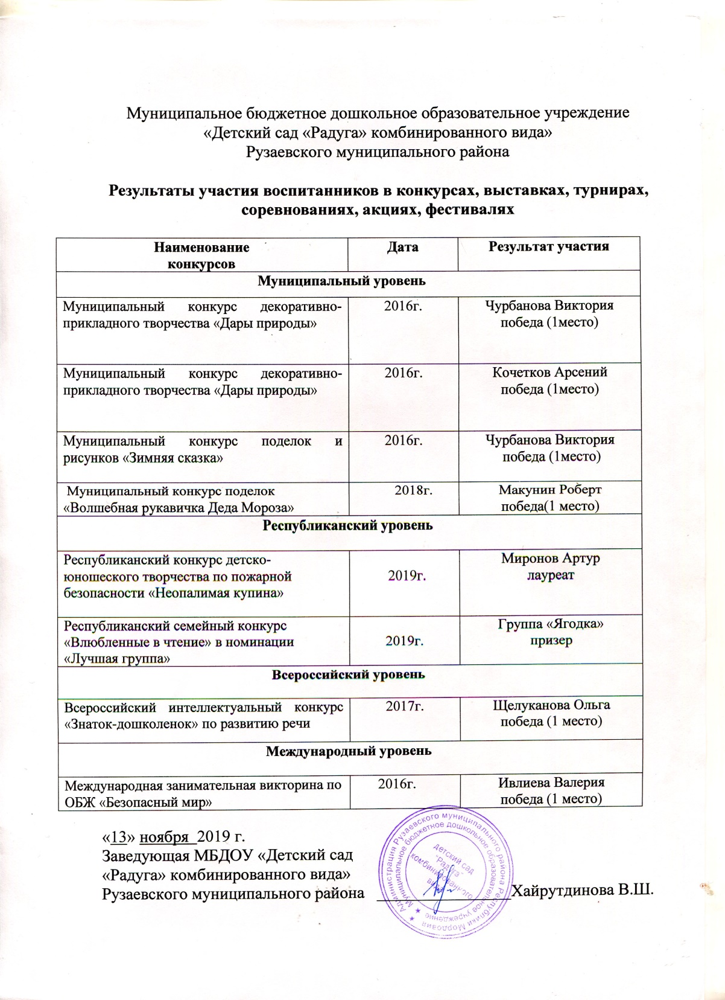 Муниципальное бюджетное дошкольное образовательное учреждение
«Детский сад «Радуга» комбинированного вида»
Рузаевского муниципального района
Результаты участия воспитанников в конкурсах, выставках, турнирах,
соревнованиях, акциях, фестивалях
Наименование
конкурсов
Дата
Результат участия
Муниципальный уровень
Муниципальный конкурс декоративно-
прикладного творчества «Дары природы»
2016г.
Чурбанова Виктория
победа (1место)
Муниципальный конкурс декоративно-
прикладного творчества «Дары природы»
2016г.
Кочетков Арсений
победа (1место)
Муниципальный конкурс поделок и
рисунков «Зимняя сказка»
2016г.
Чурбанова Виктория
победа (1место)
Муниципальный конкурс поделок
«Волшебная рукавичка Деда Мороза»
2018г.
Макунин Роберт
победа(1 место)
Республиканский уровень
Республиканский конкурс детско-
юношеского творчества по пожарной
безопасности «Неопалимая купина»
2019г.
Миронов Артур
лауреат
Республиканский семейный конкурс
«Влюбленные в чтение» в номинации
«Лучшая группа»
2019г.
Группа «Ягодка»
призер
Всероссийский уровень
Всероссийский интеллектуальный конкурс
«Знаток-дошколенок» по развитию речи
2017г.
Щелуканова Ольга
победа (1 место)
Международный уровень
Международная занимательная викторина по
ОБЖ «Безопасный мир»
2016г.
Ивлиева Валерия
победа (1 место)
«13» ноября 2019 г.
Заведующая МБДОУ «Детский сад
«Радуга» комбинированного вида»
Рузаевского муниципального района
Хайрутдинова В.Ш.
Администрация Рузаевского муниципального района Республики Мордовия
Муниципальное бюджетное дошкольное образовательное учреждение
детский сад
"Радуга"
комбинированного
вида